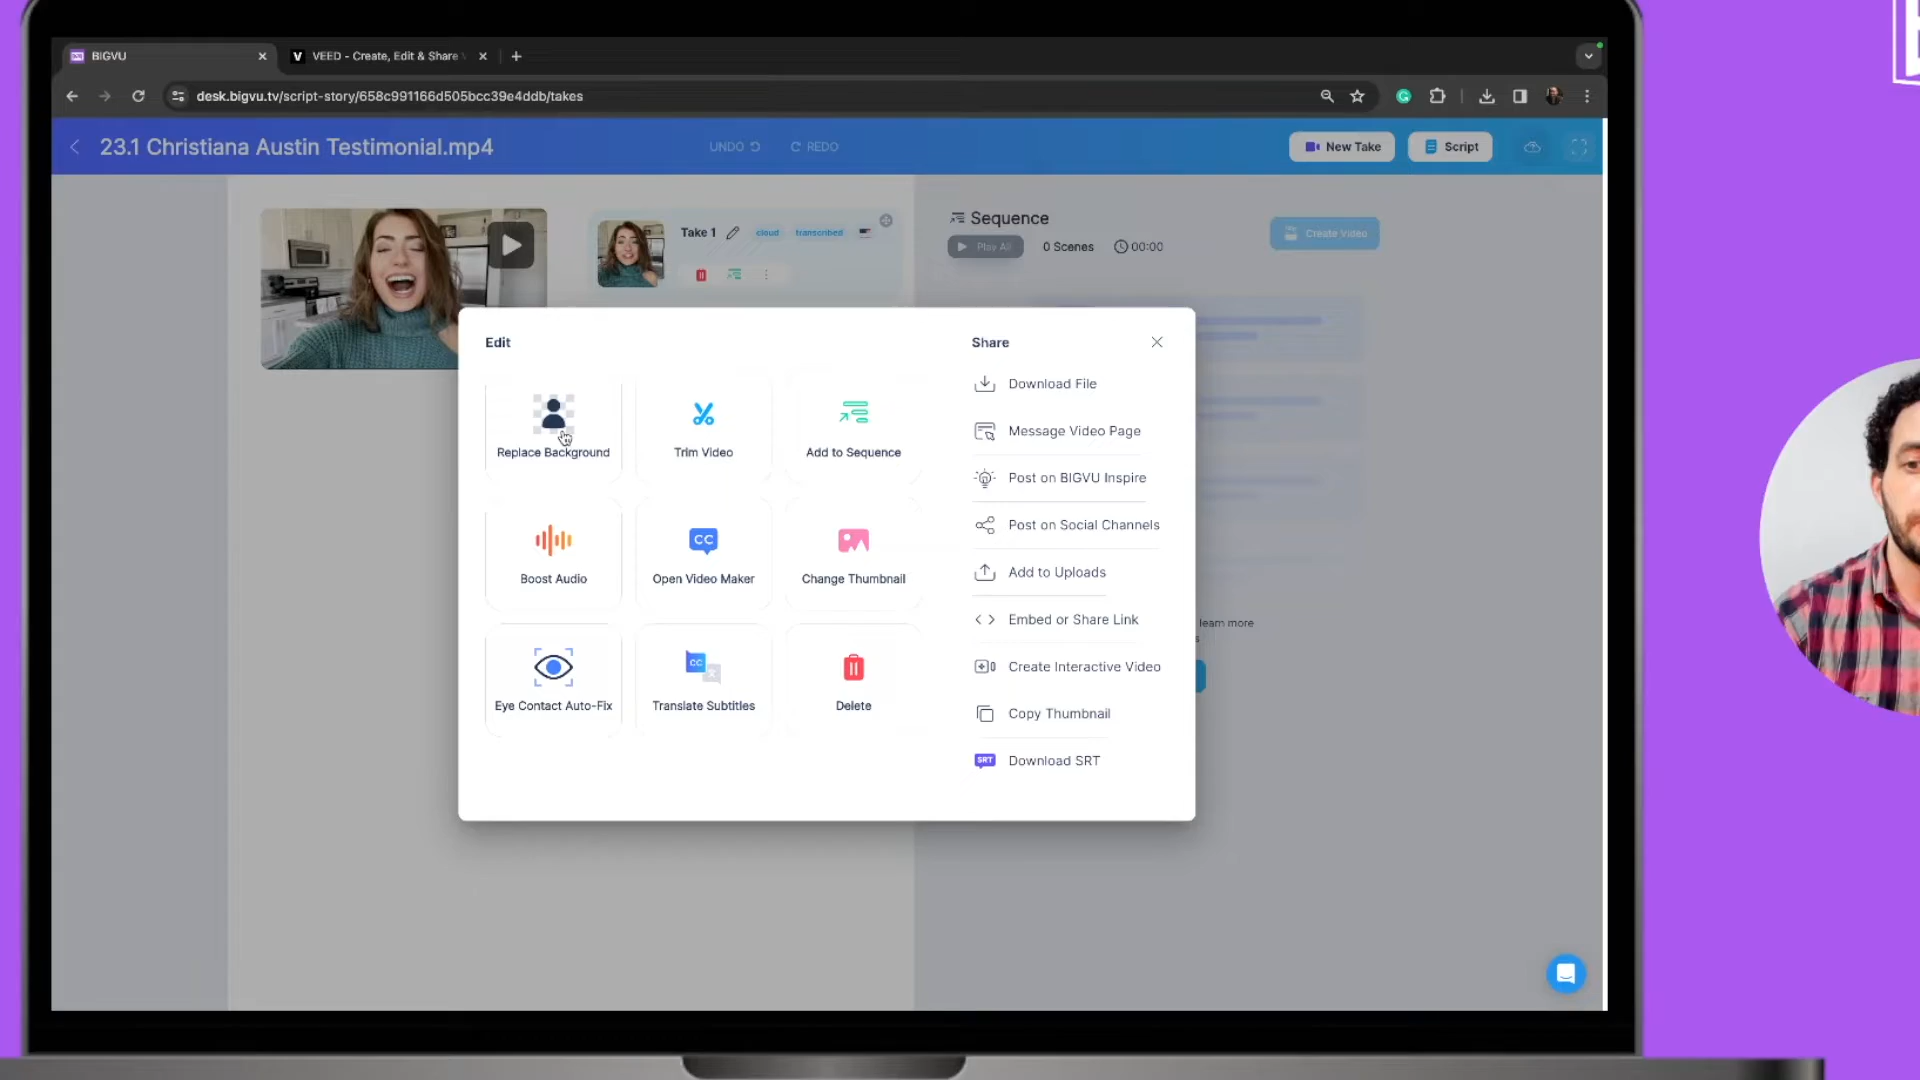 BIGVU
VEED - Create, Edit & Share
desk.bigvu.tv/script-story/658c991166d505bcc39e4ddb/takes
23.1 Christiana Austin Testimonial.mp4
UNDO
REDO
New Take
Script
Take 1
cloud
transcribed
Sequence
Play All
0 Scenes
00:00
Create Video
Edit
Replace Background
Trim Video
Add to Sequence
Boost Audio
CC
Open Video Maker
Change Thumbnail
Eye Contact Auto-Fix
CC
Translate Subtitles
Delete
Share
Download File
Message Video Page
Post on BIGVU Inspire
Post on Social Channels
Add to Uploads
Embed or Share Link
Create Interactive Video
Copy Thumbnail
SRT
Download SRT
learn more